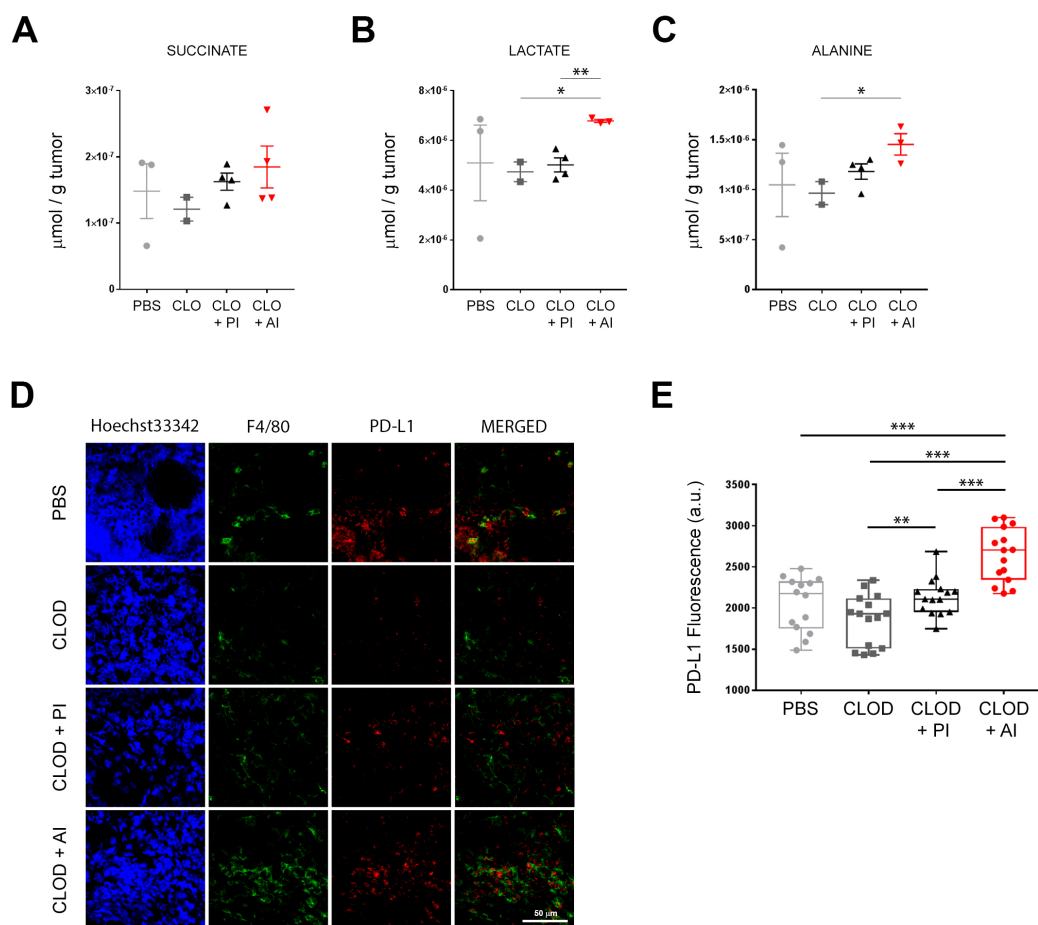 A
SUCCINATE
μmol / g tumor
3×10⁻⁷
2×10⁻⁷
1×10⁻⁷
0
PBS CLO CLO CLO
+ PI + AI
B
LACTATE
**
*
μmol / g tumor
8×10⁻⁶
6×10⁻⁶
4×10⁻⁶
2×10⁻⁶
0
PBS CLO CLO CLO
+ PI + AI
C
ALANINE
*
μmol / g tumor
2×10⁻⁶
1.5×10⁻⁶
1×10⁻⁶
5×10⁻⁷
0
PBS CLO CLO CLO
+ PI + AI
D
Hoechst33342 F4/80 PD-L1 MERGED
PBS
CLOD
CLOD + PI
CLOD + AI
50 μm
E
***
***
***
**
PD-L1 Fluorescence (a.u.)
3500
3000
2500
2000
1500
1000
PBS CLOD CLOD CLOD
+ PI + AI